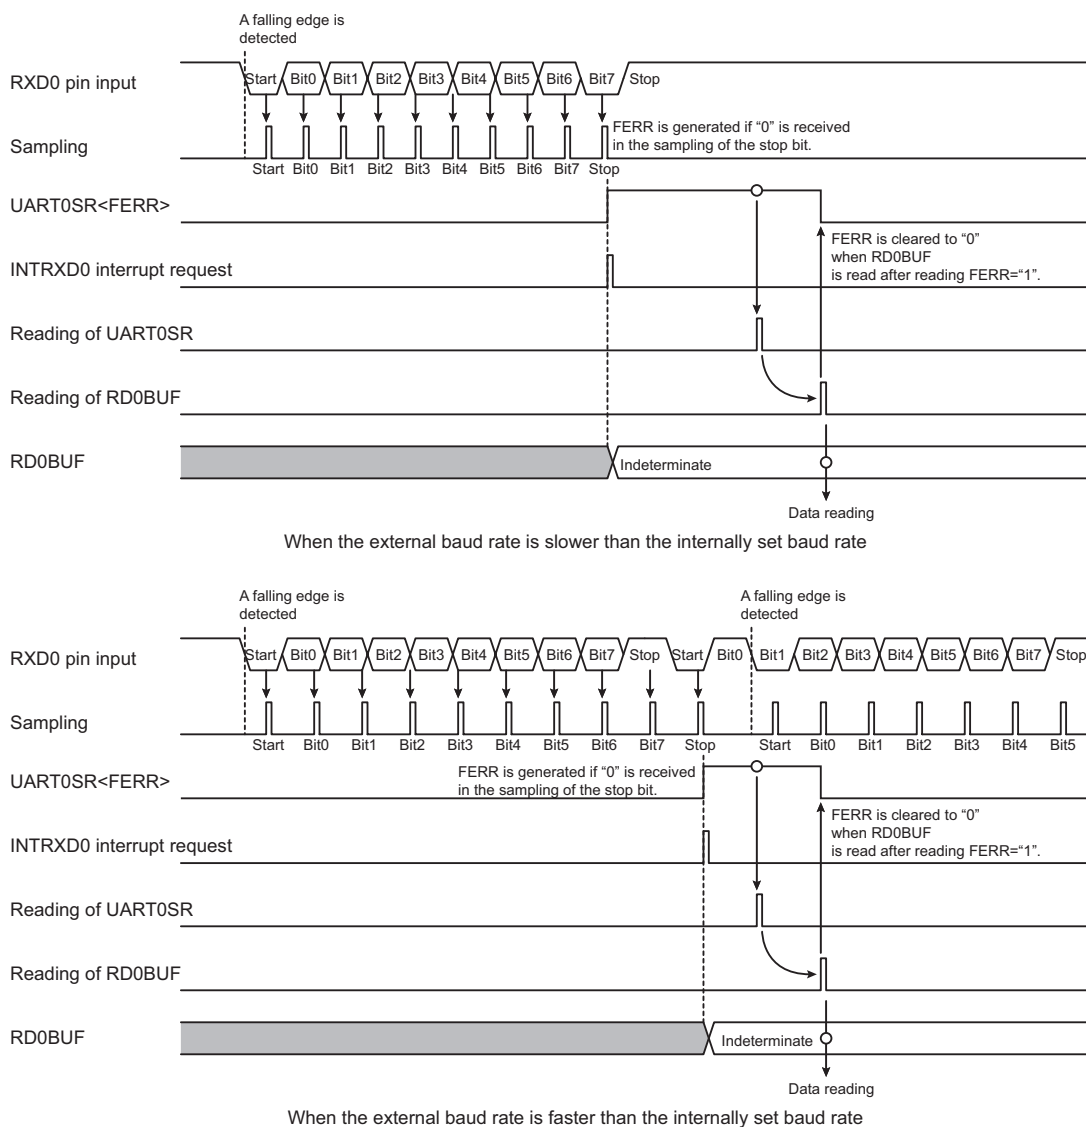 A falling edge is
detected
RXD0 pin input
Start Bit0 Bit1 Bit2 Bit3 Bit4 Bit5 Bit6 Bit7 Stop
FERR is generated if “0” is received
in the sampling of the stop bit.
Sampling
Start Bit0 Bit1 Bit2 Bit3 Bit4 Bit5 Bit6 Bit7 Stop
UART0SR<FERR>
FERR is cleared to “0”
when RD0BUF
is read after reading FERR=“1”.
INTRXD0 interrupt request
Reading of UART0SR
Reading of RD0BUF
RD0BUF
Indeterminate
Data reading
When the external baud rate is slower than the internally set baud rate
A falling edge is
detected
A falling edge is
detected
RXD0 pin input
Start Bit0 Bit1 Bit2 Bit3 Bit4 Bit5 Bit6 Bit7 Stop Start Bit0 Bit1 Bit2 Bit3 Bit4 Bit5 Bit6 Bit7 Stop
Sampling
Start Bit0 Bit1 Bit2 Bit3 Bit4 Bit5 Bit6 Bit7 Stop Start Bit0 Bit1 Bit2 Bit3 Bit4 Bit5
UART0SR<FERR>
FERR is generated if “0” is received
in the sampling of the stop bit.
FERR is cleared to “0”
when RD0BUF
is read after reading FERR=“1”.
INTRXD0 interrupt request
Reading of UART0SR
Reading of RD0BUF
RD0BUF
Indeterminate
Data reading
When the external baud rate is faster than the internally set baud rate